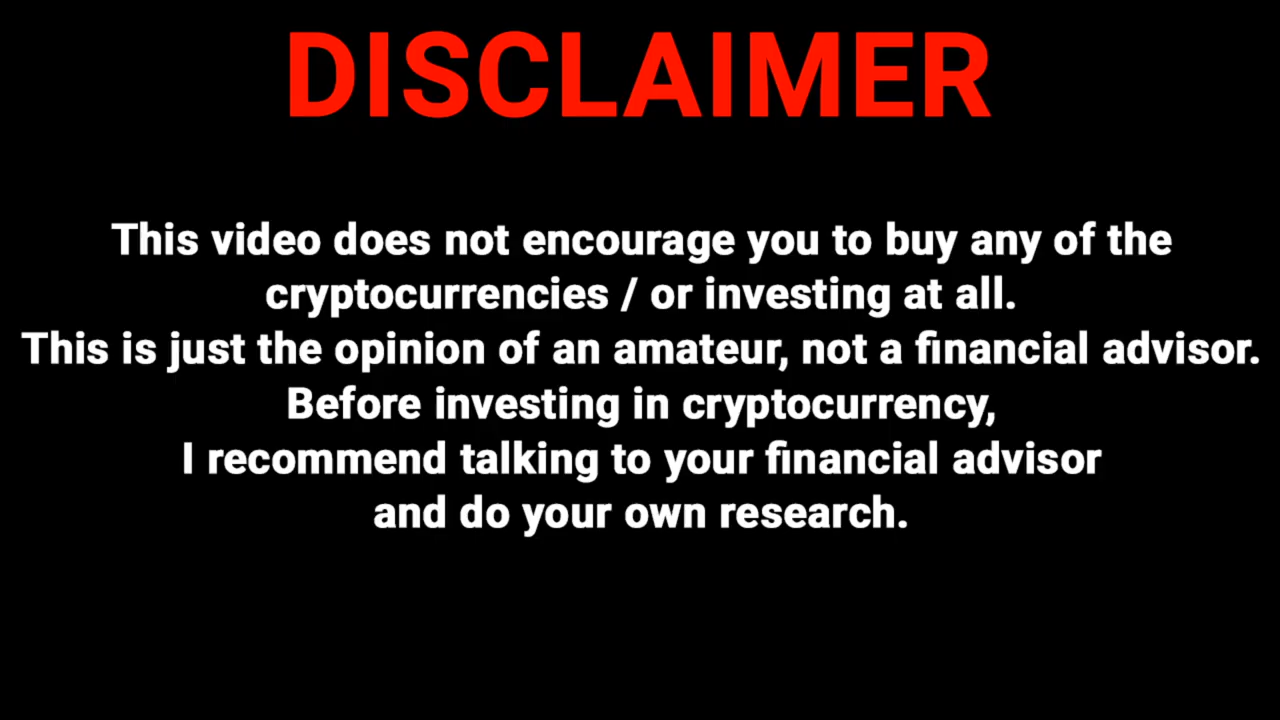 DISCLAIMER
This video does not encourage you to buy any of the
cryptocurrencies / or investing at all.
This is just the opinion of an amateur, not a financial advisor.
Before investing in cryptocurrency,
I recommend talking to your financial advisor
and do your own research.